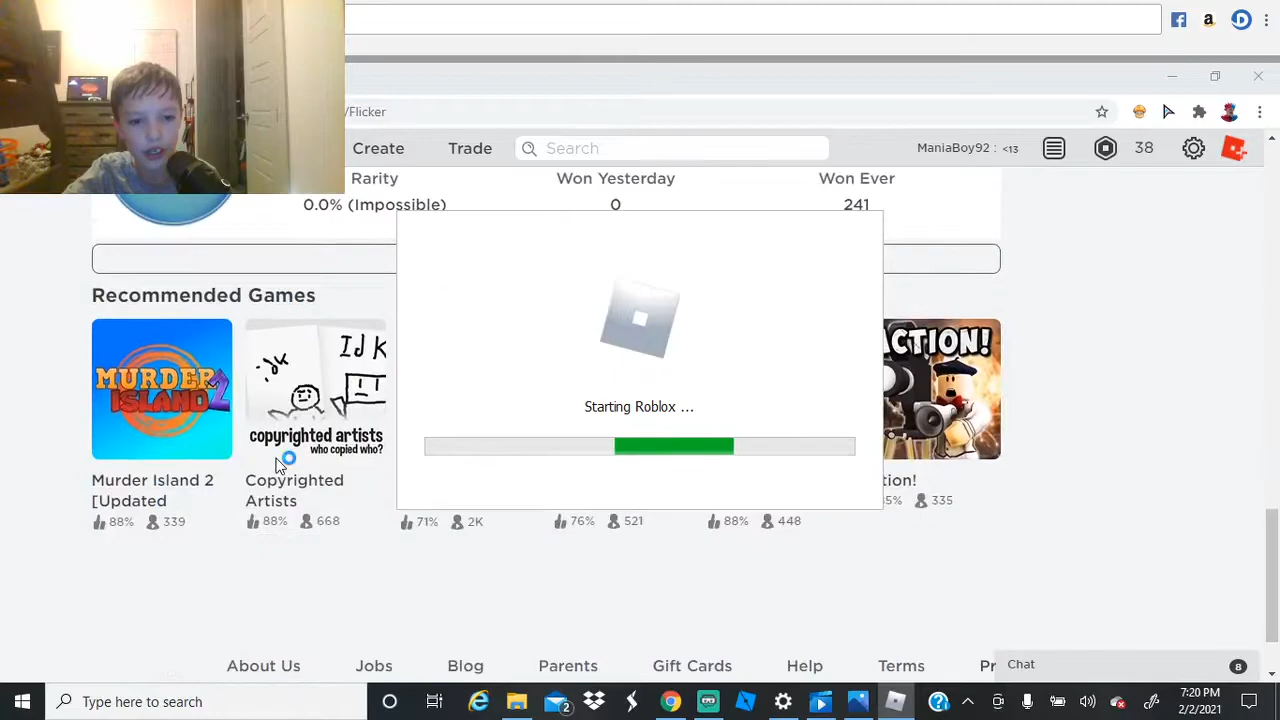 /Flicker
Create
Trade
Search
ManiaBoy92 : <13
38
Rarity
Won Yesterday
Won Ever
0.0% (Impossible)
0
241
Recommended Games
MURDER ISLAND 2
IJK
copyrighted artists
who copied who?
CTION!
Starting Roblox ...
Murder Island 2
[Updated
88% 339
Copyrighted
Artists
88% 668
71% 2K
76% 521
88% 448
tion!
5% 335
About Us
Jobs
Blog
Parents
Gift Cards
Help
Terms
Pr
Chat
8
Type here to search
2
7:20 PM
2/2/2021